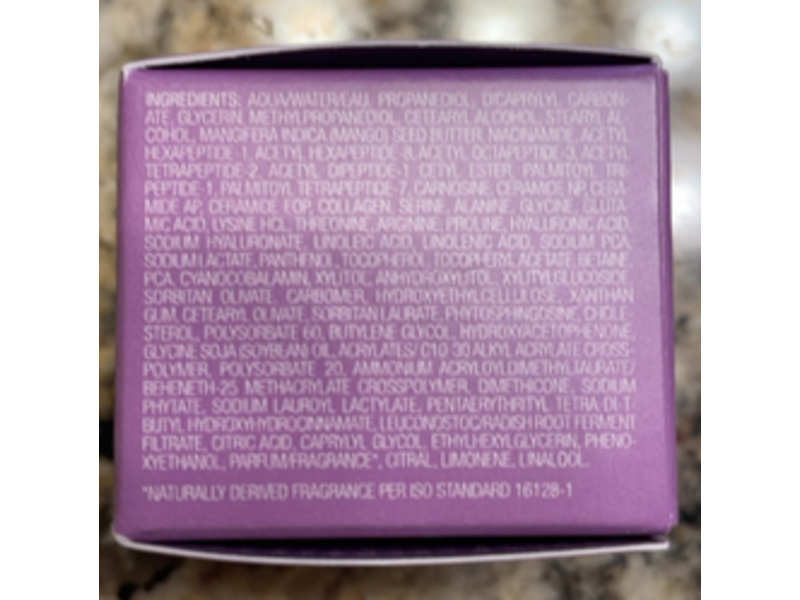 INGREDIENTS: AQUA/WATER/EAU, PROPANEDIOL, DICAPRYLYL CARBON-
ATE, GLYCERIN, METHYLPROPANEDIOL, CETEARYL ALCOHOL, STEARYL AL-
COHOL, MANGIFERA INDICA (MANGO) SEED BUTTER, NIACINAMIDE, ACETYL
HEXAPEPTIDE-1, ACETYL HEXAPEPTIDE-8, ACETYL OCTAPEPTIDE-3, ACETYL
TETRAPEPTIDE-2, ACETYL DIPEPTIDE-1 CETYL ESTER, PALMITOYL TRI-
PEPTIDE-1, PALMITOYL TETRAPEPTIDE-7, CARNOSINE, CERAMIDE NP, CERA-
MIDE AP, CERAMIDE EOP, COLLAGEN, SERINE, ALANINE, GLYCINE, GLUTA-
MIC ACID, LYSINE HCL, THREONINE, ARGININE, PROLINE, HYALURONIC ACID,
SODIUM HYALURONATE, LINOLEIC ACID, LINOLENIC ACID, SODIUM PCA,
SODIUM LACTATE, PANTHENOL, TOCOPHEROL, TOCOPHERYL ACETATE, BETAINE
PCA, CYANOCOBALAMIN, XYLITOL, ANHYDROXYLITOL, XYLITYLGLUCOSIDE
SORBITAN OLIVATE, CARBOMER, HYDROXYETHYLCELLULOSE, XANTHAN
GUM, CETEARYL OLIVATE, SORBITAN LAURATE, PHYTOSPHINGOSINE, CHOLE-
STEROL, POLYSORBATE 60, BUTYLENE GLYCOL, HYDROXYACETOPHENONE,
GLYCINE SOJA (SOYBEAN) OIL, ACRYLATES/ C10-30 ALKYL ACRYLATE CROSS-
POLYMER, POLYSORBATE 20, AMMONIUM ACRYLOYLDIMETHYLTAURATE/
BEHENETH-25 METHACRYLATE CROSSPOLYMER, DIMETHICONE, SODIUM
PHYTATE, SODIUM LAUROYL LACTYLATE, PENTAERYTHRITYL TETRA DI-T-
BUTYL HYDROXYHYDROCINNAMATE, LEUCONOSTOC/RADISH ROOT FERMENT
FILTRATE, CITRIC ACID, CAPRYLYL GLYCOL, ETHYLHEXYLGLYCERIN, PHENO-
XYETHANOL, PARFUM/FRAGRANCE*, CITRAL, LIMONENE, LINALOOL.
*NATURALLY DERIVED FRAGRANCE PER ISO STANDARD 16128-1